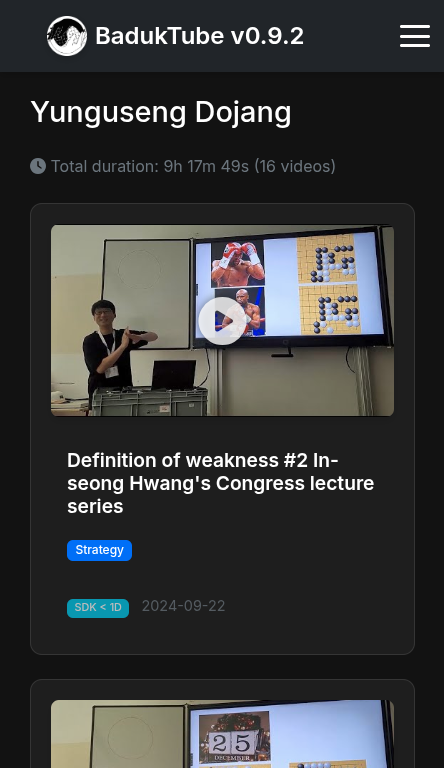 BadukTube v0.9.2
Yunguseng Dojang
Total duration: 9h 17m 49s (16 videos)
Definition of weakness #2 In-
seong Hwang's Congress lecture
series
Strategy
SDK < 1D 2024-09-22
25
DECEMBER